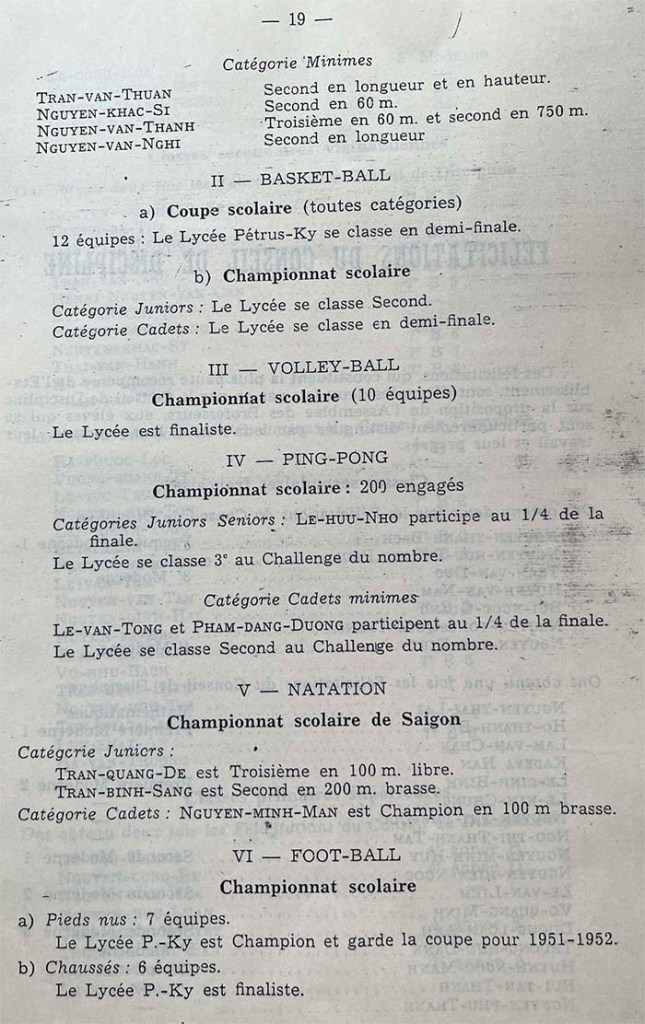 — 19 —
Catégorie Minimes
TRAN-VAN-THUAN Second en longueur et en hauteur.
NGUYEN-KHAC-SI Second en 60 m.
NGUYEN-VAN-THANH Troisième en 60 m. et second en 750 m.
NGUYEN-VAN-NGHI Second en longueur
II — BASKET-BALL
a) Coupe scolaire (toutes catégories)
12 équipes : Le Lycée Pétrus-Ky se classe en demi-finale.
b) Championnat scolaire
Catégorie Juniors : Le Lycée se classe Second.
Catégorie Cadets : Le Lycée se classe en demi-finale.
III — VOLLEY-BALL
Championnat scolaire (10 équipes)
Le Lycée est finaliste.
IV — PING-PONG
Championnat scolaire : 200 engagés
Catégories Juniors Seniors : LE-HUU-NHO participe au 1/4 de la
finale.
Le Lycée se classe 3e au Challenge du nombre.
Catégorie Cadets minimes
LE-VAN-TONG et PHAM-DANG-DUONG participent au 1/4 de la finale.
Le Lycée se classe Second au Challenge du nombre.
V — NATATION
Championnat scolaire de Saigon
Catégcrie Juniors :
TRAN-QUANG-DE est Troisième en 100 m. libre.
TRAN-BINH-SANG est Second en 200 m. brasse.
Catégorie Cadets : NGUYEN-MINH-MAN est Champion en 100 m brasse.
VI — FOOT-BALL
Championnat scolaire
a) Pieds nus : 7 équipes.
Le Lycée P.-Ky est Champion et garde la coupe pour 1951-1952.
b) Chaussés : 6 équipes.
Le Lycée P.-Ky est finaliste.